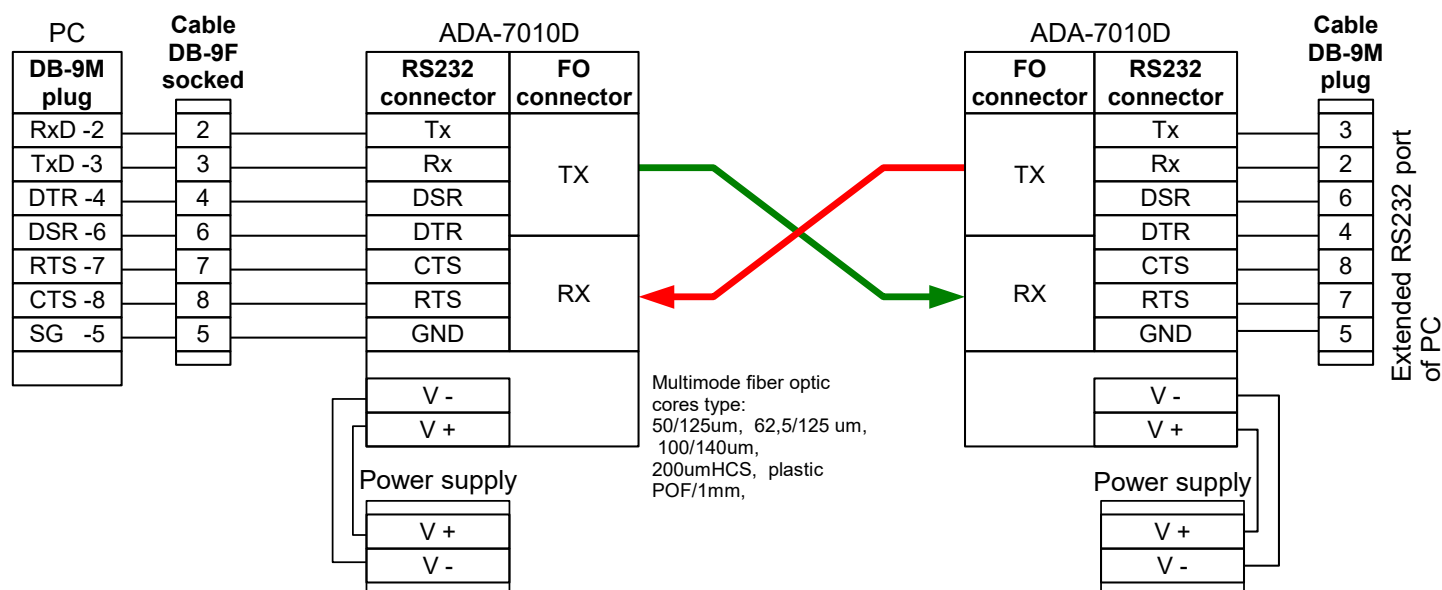 PC
Cable
DB-9F
socked
ADA-7010D
ADA-7010D
Cable
DB-9M
plug
DB-9M
plug
RS232
connector
FO
connector
FO
connector
RS232
connector
RxD -2
2
Tx
TX
TX
Tx
3
TxD -3
3
Rx
Rx
2
DTR -4
4
DSR
DSR
6
DSR -6
6
DTR
DTR
4
RTS -7
7
CTS
RX
RX
CTS
8
CTS -8
8
RTS
RTS
7
SG -5
5
GND
GND
5
Extended RS232 port
of PC
V -
V +
Multimode fiber optic
cores type:
50/125um, 62,5/125 um,
100/140um,
200umHCS, plastic
POF/1mm,
V -
V +
Power supply
V +
V -
Power supply
V +
V -